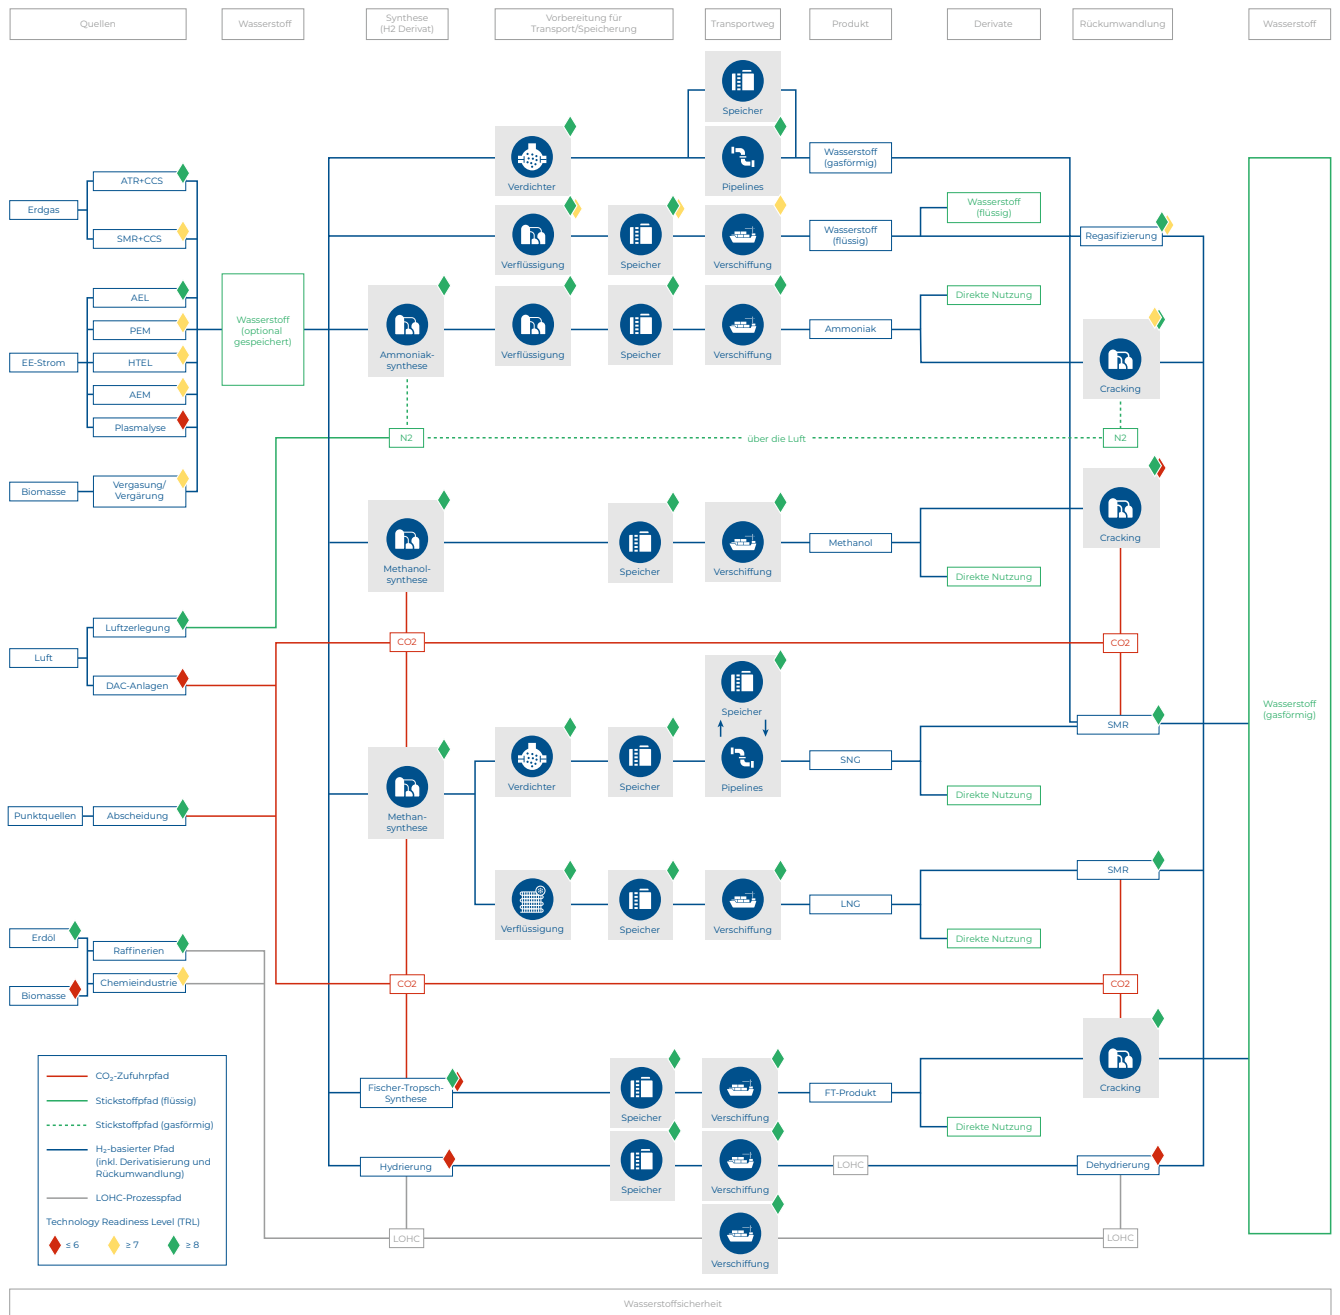 Quellen
Wasserstoff
Synthese
(H2 Derivat)
Vorbereitung für
Transport/Speicherung
Transportweg
Produkt
Derivate
Rückumwandlung
Wasserstoff
Speicher
Verdichter
Pipelines
Wasserstoff
(gasförmig)
ATR+CCS
Erdgas
SMR+CCS
Verflüssigung
Speicher
Verschiffung
Wasserstoff
(flüssig)
Wasserstoff
(flüssig)
Regasifizierung
AEL
PEM
EE-Strom
HTEL
AEM
Plasmalyse
Wasserstoff
(optional
gespeichert)
Ammoniak-
synthese
Verflüssigung
Speicher
Verschiffung
Ammoniak
Direkte Nutzung
Cracking
N2
über die Luft
N2
Biomasse
Vergasung/
Vergärung
Methanol-
synthese
Speicher
Verschiffung
Methanol
Cracking
Direkte Nutzung
Luftzerlegung
Luft
DAC-Anlagen
CO2
CO2
Speicher
Pipelines
Verdichter
Speicher
SNG
SMR
Direkte Nutzung
Wasserstoff
(gasförmig)
Punktquellen
Abscheidung
Methan-
synthese
Verflüssigung
Speicher
Verschiffung
LNG
SMR
Direkte Nutzung
Erdöl
Raffinerien
Chemieindustrie
Biomasse
CO2
CO2
Fischer-Tropsch-
Synthese
Speicher
Verschiffung
FT-Produkt
Cracking
Direkte Nutzung
Hydrierung
Speicher
Verschiffung
LOHC
Dehydrierung
LOHC
Verschiffung
LOHC
CO₂-Zufuhrpfad
Stickstoffpfad (flüssig)
Stickstoffpfad (gasförmig)
H₂-basierter Pfad
(inkl. Derivatisierung und
Rückumwandlung)
LOHC-Prozesspfad
Technology Readiness Level (TRL)
≤ 6
≥ 7
≥ 8
Wasserstoffsicherheit